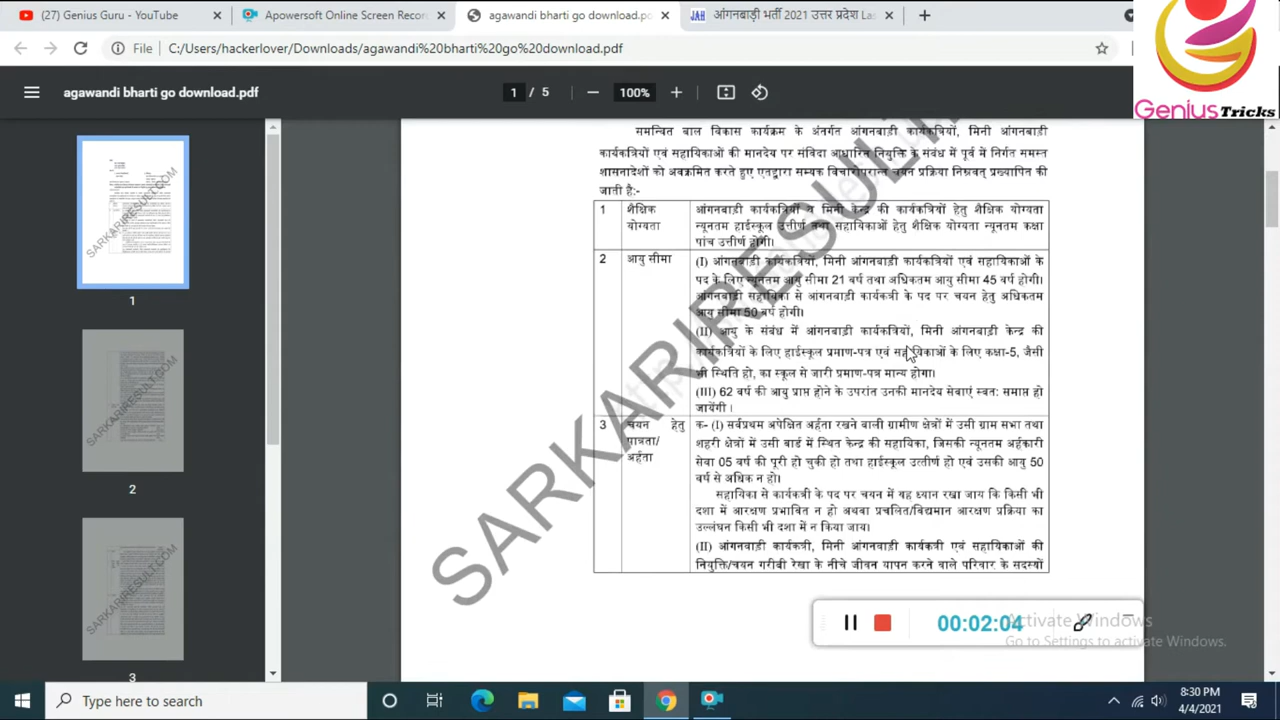 (27) Genius Guru - YouTube
Apowersoft Online Screen Recor
agawandi bharti go download.pd
आंगनबाड़ी भर्ती 2021 उत्तर प्रदेश Las
File
C:/Users/hackerlover/Downloads/agawandi%20bharti%20go%20download.pdf
Genius Tricks
agawandi bharti go download.pdf
1 / 5
100%
समन्वित बाल विकास कार्यक्रम के अंतर्गत आंगनबाड़ी कार्यकत्रियों, मिनी आंगनबाड़ी
कार्यकत्रियों एवं सहायिकाओं की मानदेय पर संविदा आधारित नियुक्ति के संबंध में पूर्व में निर्गत समस्त
शासनादेशों को अवक्रमित करते हुए एतद्द्वारा सम्यक विचारोपरान्त चयन प्रक्रिया निम्नवत् प्रख्यापित की
जाती है:-
1 शैक्षिक योग्यता
आंगनबाड़ी कार्यकत्रियों व मिनी केन्द्र की कार्यकत्रियों हेतु शैक्षिक योग्यता
न्यूनतम हाईस्कूल उत्तीर्ण तथा सहायिकाओं हेतु शैक्षिक योग्यता न्यूनतम कक्षा
पांच उत्तीर्ण होगी।
2 आयु सीमा
(I) आंगनबाड़ी कार्यकत्रियों, मिनी आंगनबाड़ी कार्यकत्रियों एवं सहायिकाओं के
पद के लिए न्यूनतम आयु सीमा 21 वर्ष तथा अधिकतम आयु सीमा 45 वर्ष होगी।
आंगनबाड़ी सहायिका से आंगनबाड़ी कार्यकत्री के पद पर चयन हेतु अधिकतम
आयु सीमा 50 वर्ष होगी।
(II) आयु के संबंध में आंगनबाड़ी कार्यकत्रियों, मिनी आंगनबाड़ी केन्द्र की
कार्यकत्रियों के लिए हाईस्कूल प्रमाण-पत्र एवं सहायिकाओं के लिए कक्षा-5, जैसी
भी स्थिति हो, का स्कूल से जारी प्रमाण-पत्र मान्य होगा।
(III) 62 वर्ष की आयु प्राप्त होने के उपरांत उनकी मानदेय सेवाएं स्वतः समाप्त हो
जायेंगी ।
3 चयन हेतु पात्रता/ अर्हता
क- (I) सर्वप्रथम अपेक्षित अर्हता रखने वाली ग्रामीण क्षेत्रों में उसी ग्राम सभा तथा
शहरी क्षेत्रों में उसी वार्ड में स्थित केन्द्र की सहायिका, जिसकी न्यूनतम अर्हकारी
सेवा 05 वर्ष की पूरी हो चुकी हो तथा हाईस्कूल उत्तीर्ण हो एवं उसकी आयु 50
वर्ष से अधिक न हो।
सहायिका से कार्यकत्री के पद पर चयन में यह ध्यान रखा जाय कि किसी भी
दशा में आरक्षण प्रभावित न हो अथवा प्रचलित/विद्यमान आरक्षण प्रक्रिया का
उल्लंघन किसी भी दशा में न किया जाय।
(II) आंगनवाड़ी कार्यकत्री, मिनी आंगनबाड़ी कार्यकत्री एवं सहायिकाओं की
नियुक्ति/चयन गरीबी रेखा के नीचे जीवन यापन करने वाले परिवार के सदस्यों
SARKARIRESUL
1
2
3
00:02:04
Activate Windows
Go to Settings to activate Windows.
Type here to search
8:30 PM
4/4/2021